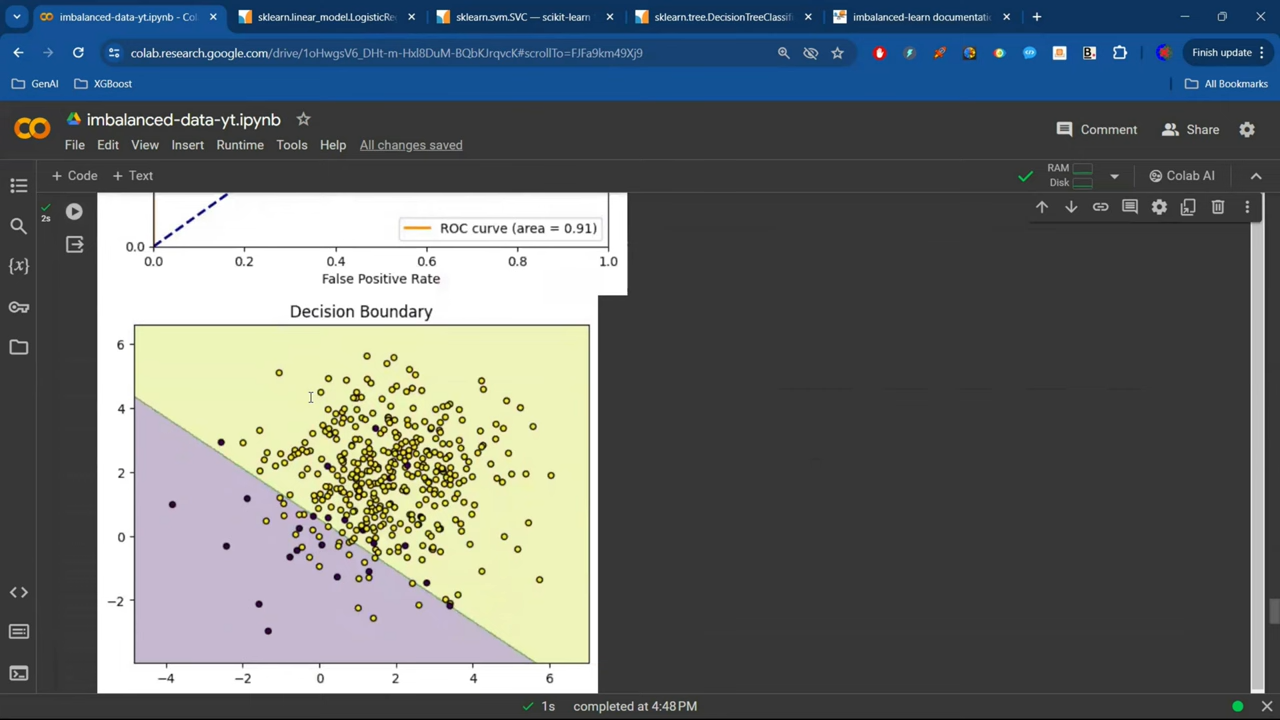 imbalanced-data-yt.ipynb - Col
sklearn.linear_model.LogisticReg
sklearn.svm.SVC — scikit-learn
sklearn.tree.DecisionTreeClassifi
imbalanced-learn documentatio
colab.research.google.com/drive/1oHwgsV6_DHt-m-Hxl8DuM-BQbKJrqvcK#scrollTo=FJFa9km49Xj9
Finish update
GenAI
XGBoost
All Bookmarks
imbalanced-data-yt.ipynb
Comment
Share
File Edit View Insert Runtime Tools Help All changes saved
+ Code + Text
RAM
Disk
Colab AI
2s
{x}
ROC curve (area = 0.91)
0.0
0.0 0.2 0.4 0.6 0.8 1.0
False Positive Rate
Decision Boundary
6
4
2
0
−2
−4 −2 0 2 4 6
1s completed at 4:48 PM